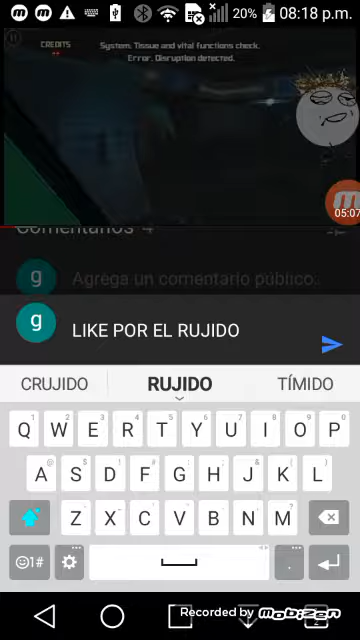 20% 08:18 p.m.
CREDITS
System: Tissue and vital functions check.
Error. Disruption detected.
05:07
Comentarios 4
g Agrega un comentario público..
g LIKE POR EL RUJIDO
CRUJIDO RUJIDO TÍMIDO
Q W E R T Y U I O P
A S D F G H J K L
Z X C V B N M
1# .
Recorded by mobizen